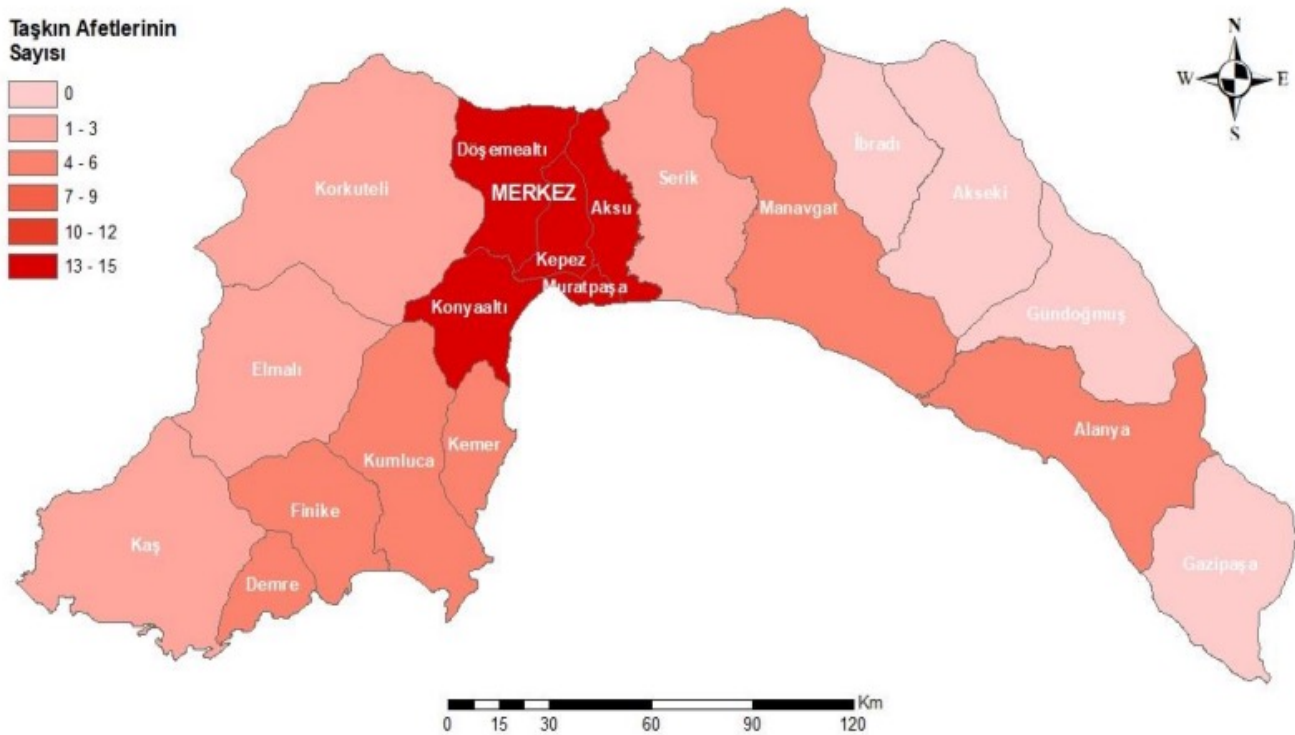 Taşkın Afetlerinin
Sayısı
0
1 - 3
4 - 6
7 - 9
10 - 12
13 - 15
N
W E
S
Döşemealtı
İbradı
Korkuteli
MERKEZ
Serik
Akseki
Aksu
Manavgat
Kepez
Muratpaşa
Konyaaltı
Gündoğmuş
Elmalı
Alanya
Kemer
Kumluca
Finike
Kaş
Gazipaşa
Demre
Km
0 15 30 60 90 120